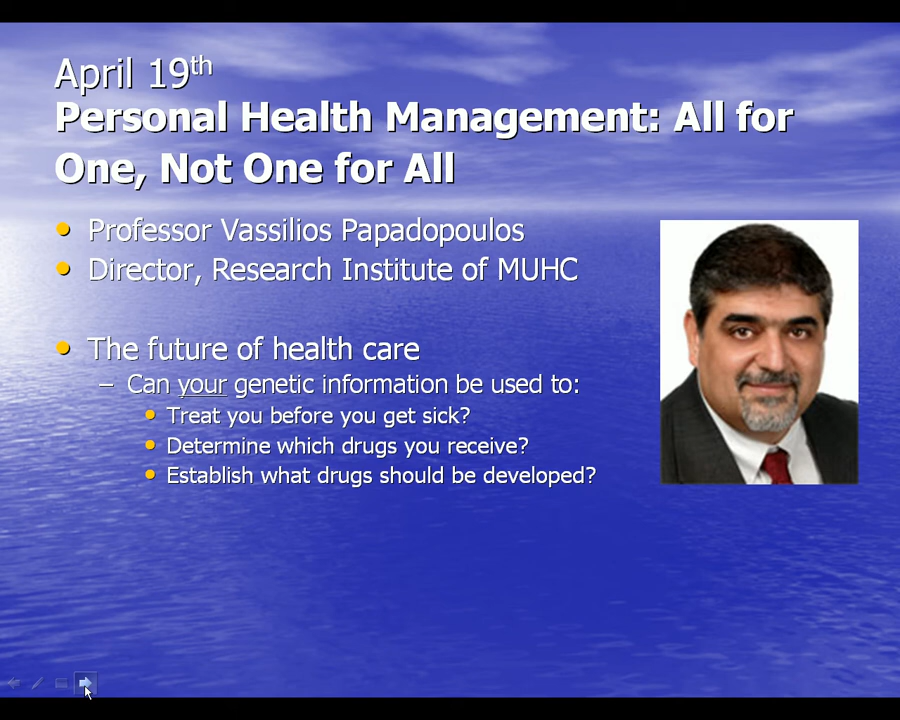 April 19th
Personal Health Management: All for
One, Not One for All
Professor Vassilios Papadopoulos
Director, Research Institute of MUHC
The future of health care
– Can your genetic information be used to:
Treat you before you get sick?
Determine which drugs you receive?
Establish what drugs should be developed?